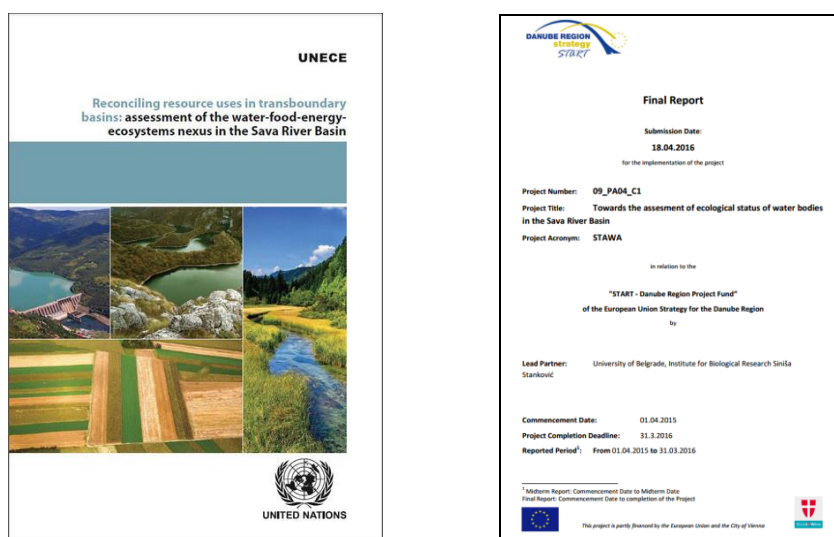 UNECE
Reconciling resource uses in transboundary
basins: assessment of the water-food-energy-
ecosystems nexus in the Sava River Basin
UNITED NATIONS
DANUBE REGION
strategy
START
Final Report
Submission Date:
18.04.2016
for the implementation of the project
Project Number: 09_PA04_C1
Project Title: Towards the assesment of ecological status of water bodies
in the Sava River Basin
Project Acronym: STAWA
in relation to the
"START - Danube Region Project Fund"
of the European Union Strategy for the Danube Region
by
Lead Partner: University of Belgrade, Institute for Biological Research Siniša
Stanković
Commencement Date: 01.04.2015
Project Completion Deadline: 31.3.2016
Reported Period1: From 01.04.2015 to 31.03.2016
1 Midterm Report: Commencement Date to Midterm Date
Final Report: Commencement Date to completion of the Project
This project is partly financed by the European Union and the City of Vienna